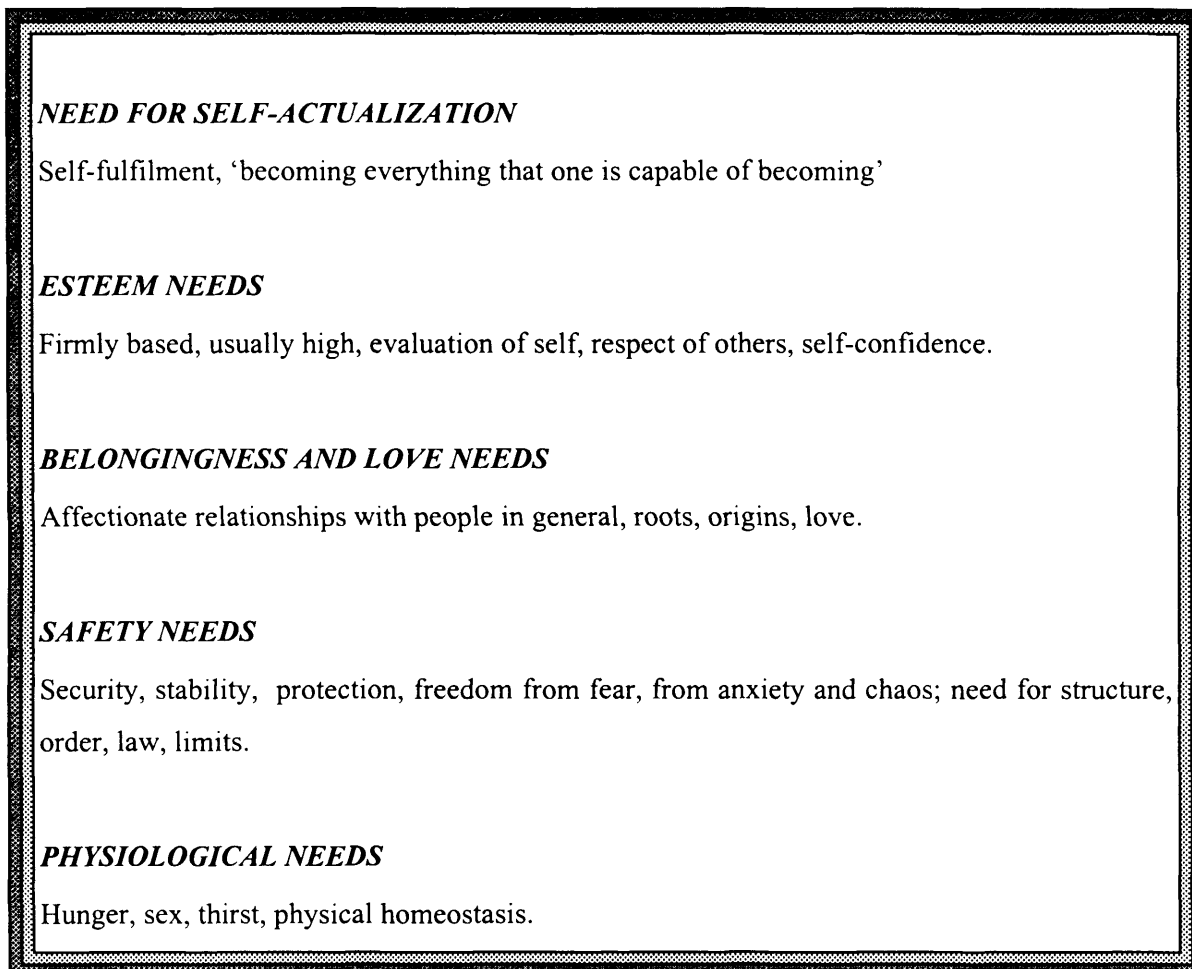 NEED FOR SELF-ACTUALIZATION
Self-fulfilment, ‘becoming everything that one is capable of becoming’
ESTEEM NEEDS
Firmly based, usually high, evaluation of self, respect of others, self-confidence.
BELONGINGNESS AND LOVE NEEDS
Affectionate relationships with people in general, roots, origins, love.
SAFETY NEEDS
Security, stability, protection, freedom from fear, from anxiety and chaos; need for structure,
order, law, limits.
PHYSIOLOGICAL NEEDS
Hunger, sex, thirst, physical homeostasis.